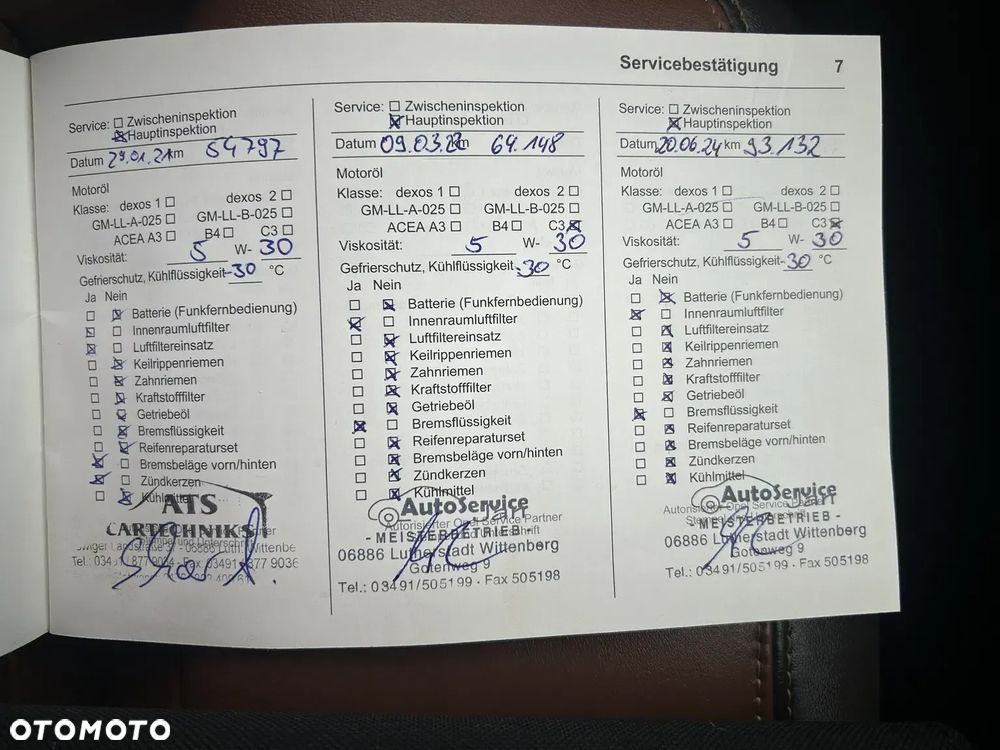 Servicebestätigung 7
Service: Zwischeninspektion
Hauptinspektion
Datum 29.01.21 km 54797
Motoröl
Klasse: dexos 1 dexos 2
GM-LL-A-025 GM-LL-B-025
ACEA A3 B4 C3
Viskosität: 5 W- 30
Gefrierschutz, Kühlflüssigkeit -30 °C
Ja Nein
Batterie (Funkfernbedienung)
Innenraumluftfilter
Luftfiltereinsatz
Keilrippenriemen
Zahnriemen
Kraftstofffilter
Getriebeöl
Bremsflüssigkeit
Reifenreparaturset
Bremsbeläge vorn/hinten
Zündkerzen
Kühlmittel
ATS
CARTECHNIKS
Service: Zwischeninspektion
Hauptinspektion
Datum 09.03. km 64.148
Motoröl
Klasse: dexos 1 dexos 2
GM-LL-A-025 GM-LL-B-025
ACEA A3 B4 C3
Viskosität: 5 W- 30
Gefrierschutz, Kühlflüssigkeit -30 °C
Ja Nein
Batterie (Funkfernbedienung)
Innenraumluftfilter
Luftfiltereinsatz
Keilrippenriemen
Zahnriemen
Kraftstofffilter
Getriebeöl
Bremsflüssigkeit
Reifenreparaturset
Bremsbeläge vorn/hinten
Zündkerzen
Kühlmittel
AutoService
Autorisierter Opel Service Partner
- MEISTERBETRIEB -
06886 Lutherstadt Wittenberg
Gotenweg 9
Tel.: 03491/505199 · Fax 505198
Service: Zwischeninspektion
Hauptinspektion
Datum 20.06.24 km 93.132
Motoröl
Klasse: dexos 1 dexos 2
GM-LL-A-025 GM-LL-B-025
ACEA A3 B4 C3
Viskosität: 5 W- 30
Gefrierschutz, Kühlflüssigkeit -30 °C
Ja Nein
Batterie (Funkfernbedienung)
Innenraumluftfilter
Luftfiltereinsatz
Keilrippenriemen
Zahnriemen
Kraftstofffilter
Getriebeöl
Bremsflüssigkeit
Reifenreparaturset
Bremsbeläge vorn/hinten
Zündkerzen
Kühlmittel
AutoService
Autorisierter Opel Service Partner
- MEISTERBETRIEB -
06886 Lutherstadt Wittenberg
Gotenweg 9
Tel.: 03491/505199 · Fax 505198
OTOMOTO